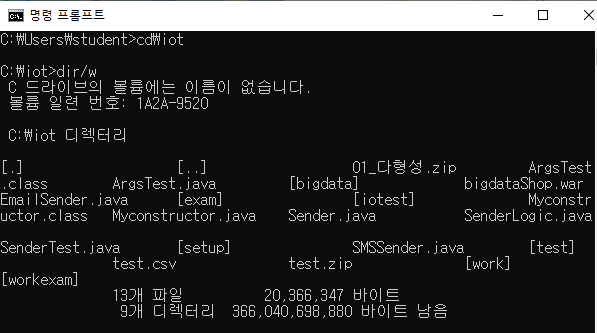 명령 프롬프트
C:\Users\student>cd\iot
C:\iot>dir/w
C 드라이브의 볼륨에는 이름이 없습니다.
볼륨 일련 번호: 1A2A-9520
C:\iot 디렉터리
[.] [..] 01_다형성.zip ArgsTest
.class ArgsTest.java [bigdata] bigdataShop.war
EmailSender.java [exam] [iotest] Myconstr
uctor.class Myconstructor.java Sender.java SenderLogic.java
SenderTest.java [setup] SMSSender.java [test]
test.csv test.zip [work]
[workexam]
13개 파일 20,366,347 바이트
9개 디렉터리 366,040,698,880 바이트 남음